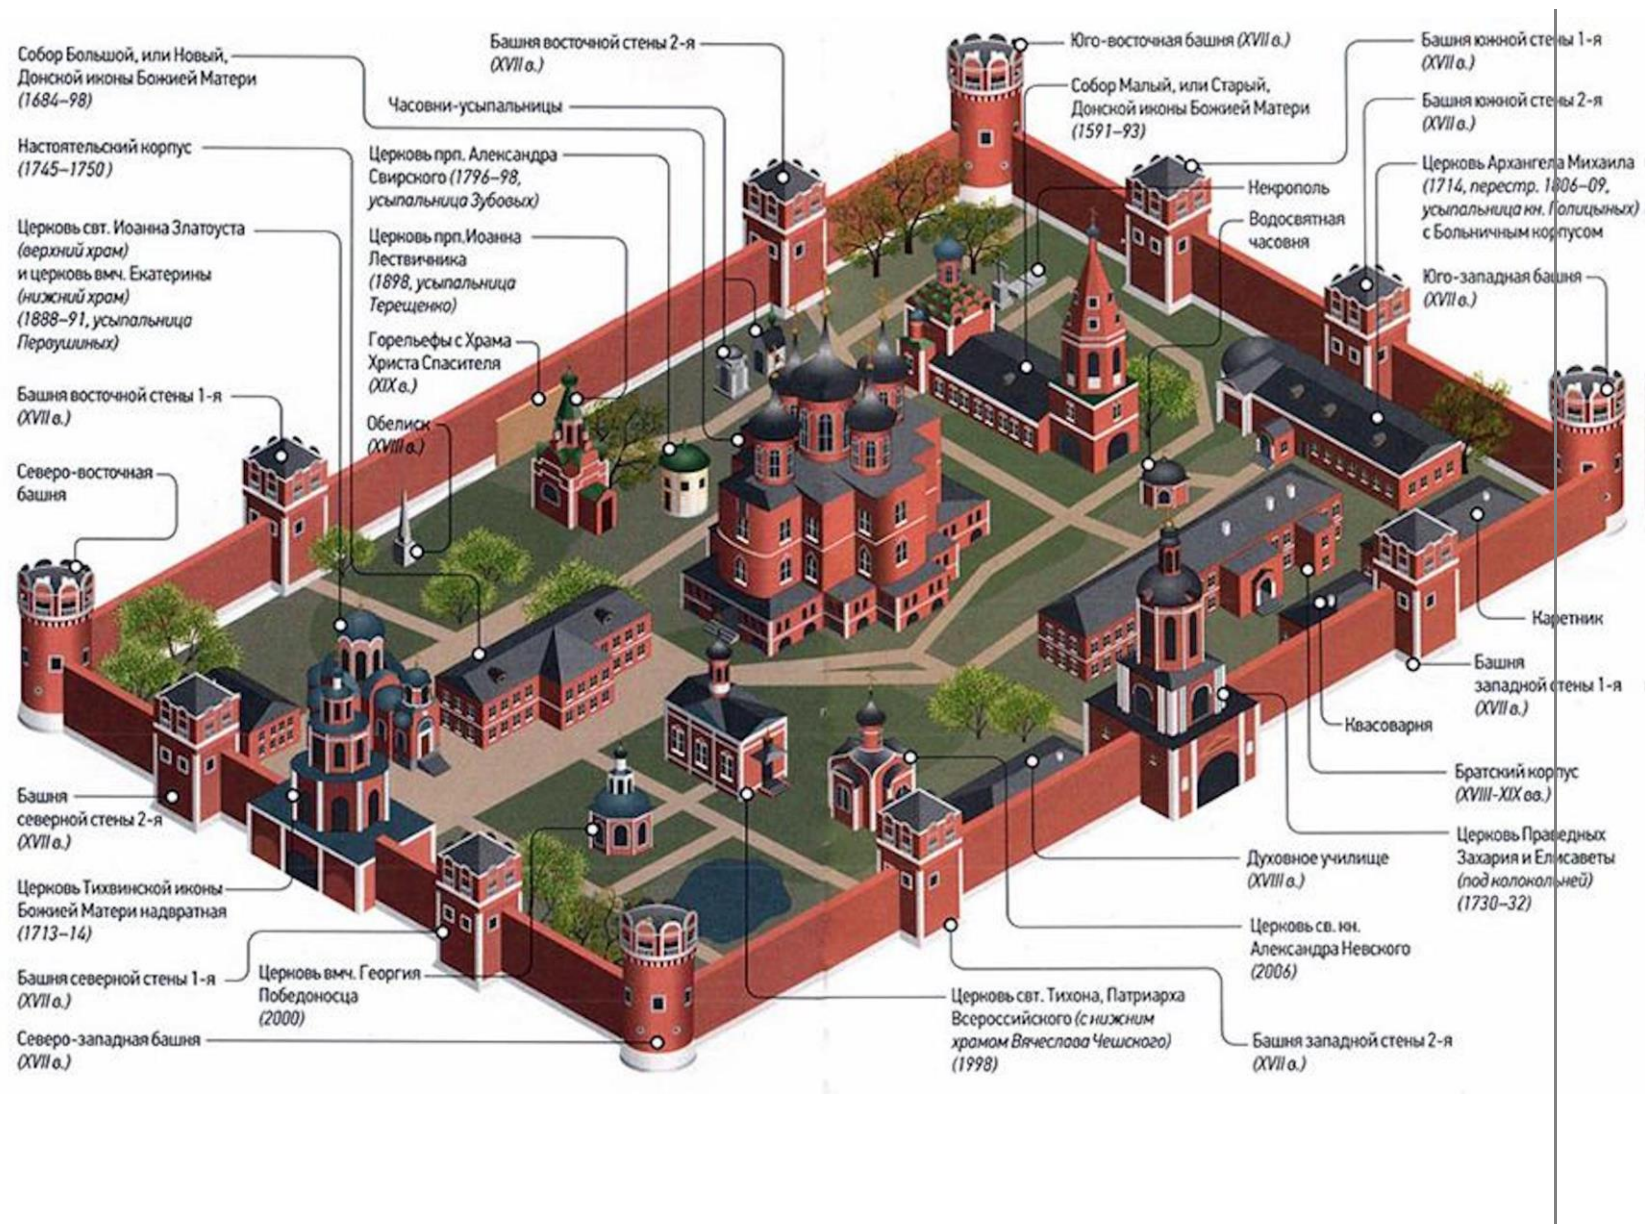 Собор Большой, или Новый,
Донской иконы Божией Матери
(1684–98)
Настоятельский корпус
(1745–1750)
Церковь свт. Иоанна Златоуста
(верхний храм)
и церковь вмч. Екатерины
(нижний храм)
(1888–91, усыпальница
Первушиных)
Башня восточной стены 1-я
(XVII в.)
Северо-восточная
башня
Башня
северной стены 2-я
(XVII в.)
Церковь Тихвинской иконы
Божией Матери надвратная
(1713–14)
Башня северной стены 1-я
(XVII в.)
Северо-западная башня
(XVII в.)
Башня восточной стены 2-я
(XVII в.)
Часовни-усыпальницы
Церковь прп. Александра
Свирского (1796–98,
усыпальница Зубовых)
Церковь прп.Иоанна
Лествичника
(1898, усыпальница
Терещенко)
Горельефы с Храма
Христа Спасителя
(XIX в.)
Обелиск
(XVIII в.)
Церковь вмч. Георгия
Победоносца
(2000)
Юго-восточная башня (XVII в.)
Собор Малый, или Старый,
Донской иконы Божией Матери
(1591–93)
Некрополь
Водосвятная
часовня
Башня южной стены 1-я
(XVII в.)
Башня южной стены 2-я
(XVII в.)
Церковь Архангела Михаила
(1714, перестр. 1806–09,
усыпальница кн. Голицыных)
с Больничным корпусом
Юго-западная башня
(XVII в.)
Каретник
Башня
западной стены 1-я
(XVII в.)
Квасоварня
Братский корпус
(XVIII-XIX вв.)
Церковь Праведных
Захария и Елисаветы
(под колокольней)
(1730–32)
Духовное училище
(XVIII в.)
Церковь св. кн.
Александра Невского
(2006)
Церковь свт. Тихона, Патриарха
Всероссийского (с нижним
храмом Вячеслава Чешского)
(1998)
Башня западной стены 2-я
(XVII в.)